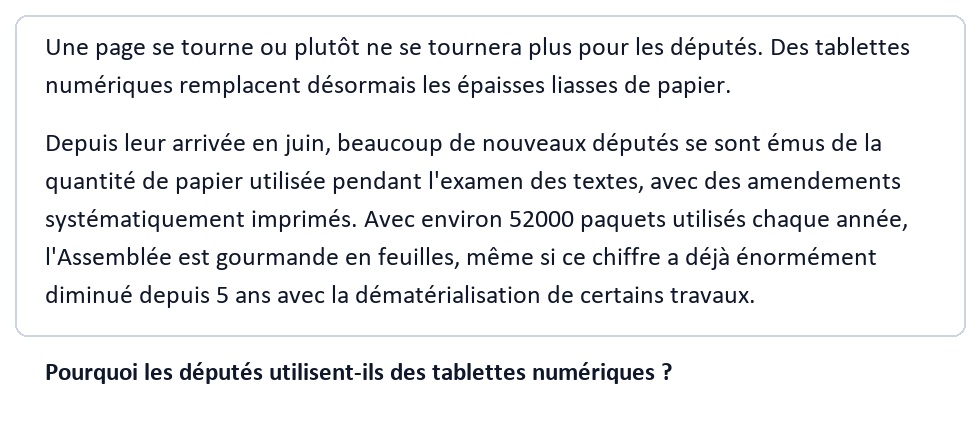 Une page se tourne ou plutôt ne se tournera plus pour les députés. Des tablettes
numériques remplacent désormais les épaisses liasses de papier.
Depuis leur arrivée en juin, beaucoup de nouveaux députés se sont émus de la
quantité de papier utilisée pendant l'examen des textes, avec des amendements
systématiquement imprimés. Avec environ 52000 paquets utilisés chaque année,
l'Assemblée est gourmande en feuilles, même si ce chiffre a déjà énormément
diminué depuis 5 ans avec la dématérialisation de certains travaux.
Pourquoi les députés utilisent-ils des tablettes numériques ?